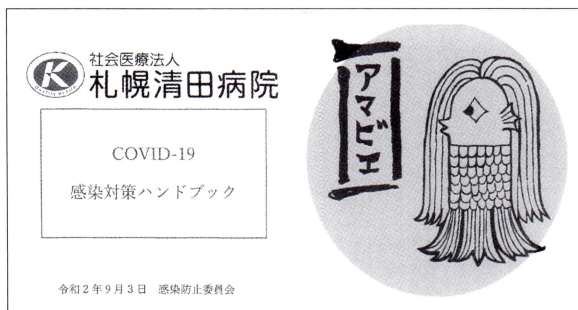 社会医療法人
札幌清田病院
COVID-19
感染対策ハンドブック
令和2年9月3日 感染防止委員会
アマビエ